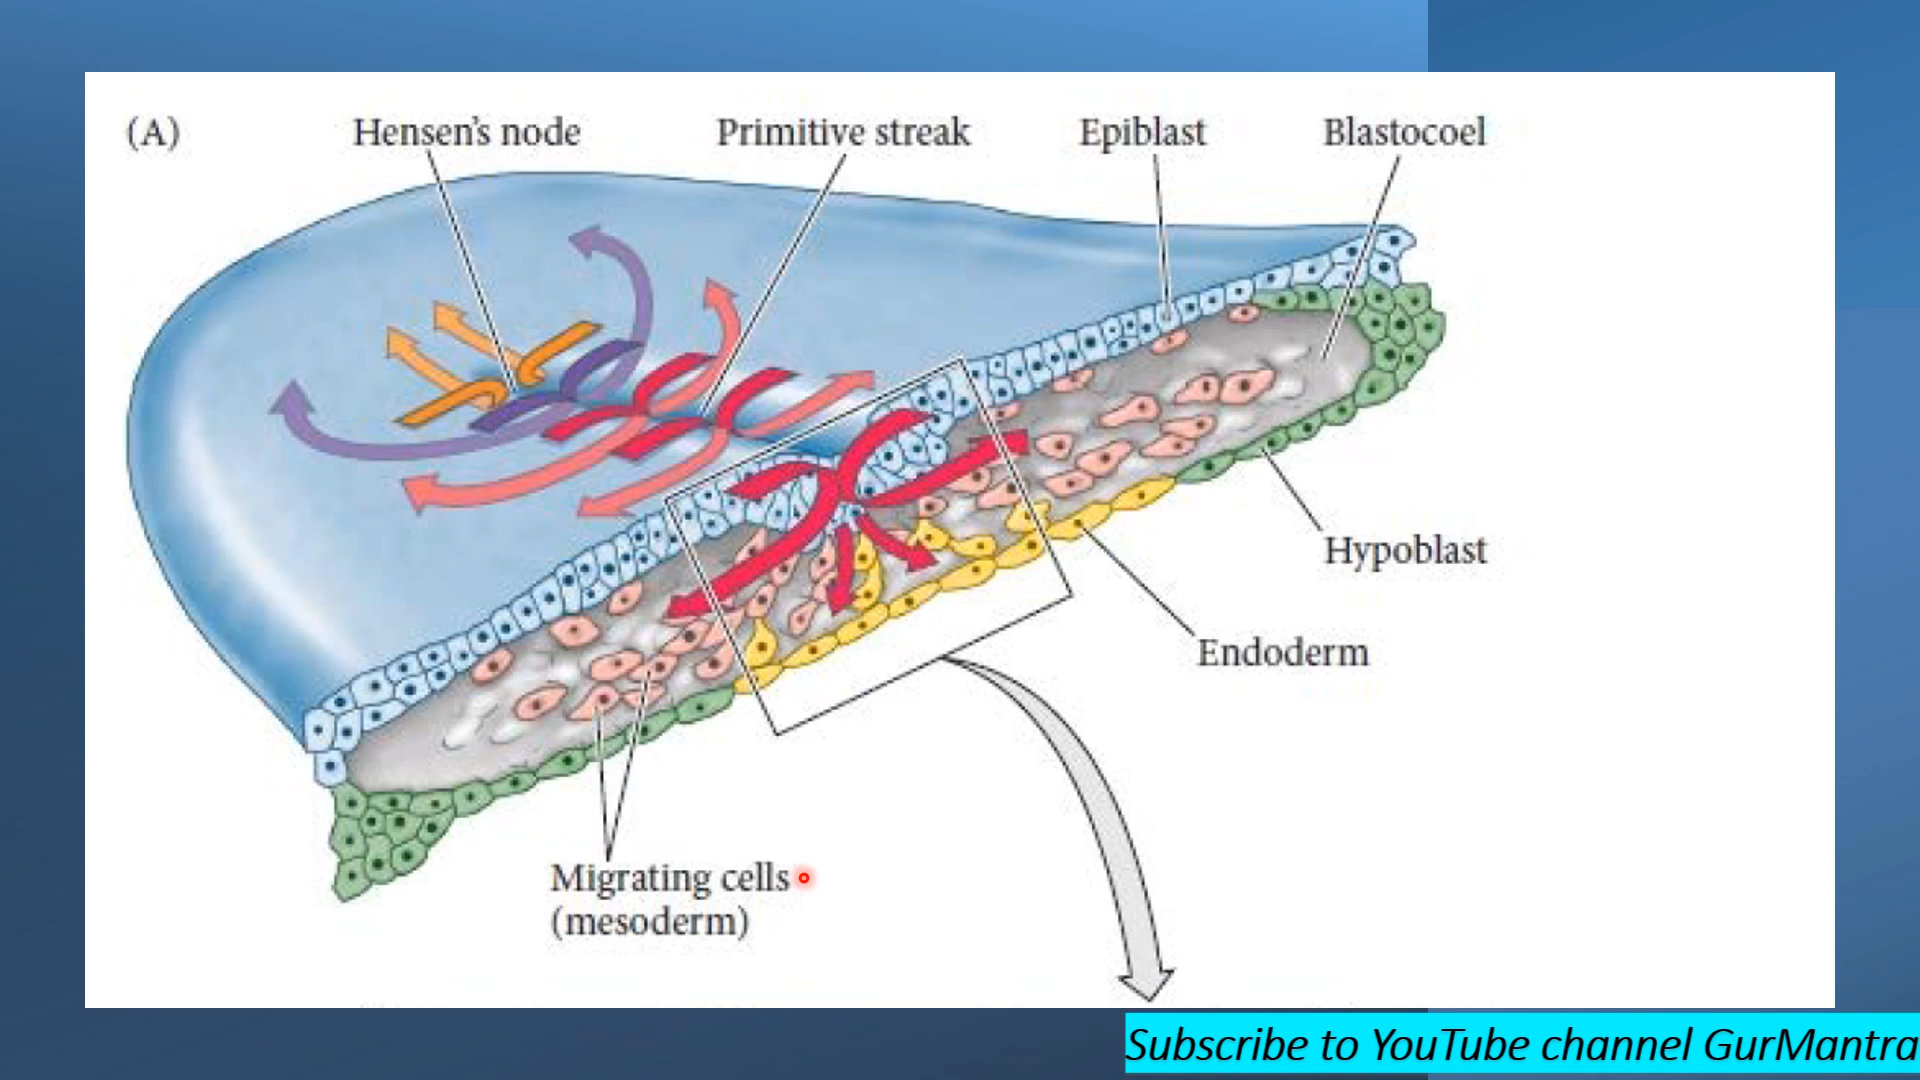 (A)
Hensen's node
Primitive streak
Epiblast
Blastocoel
Hypoblast
Endoderm
Migrating cells
(mesoderm)
Subscribe to YouTube channel GurMantra